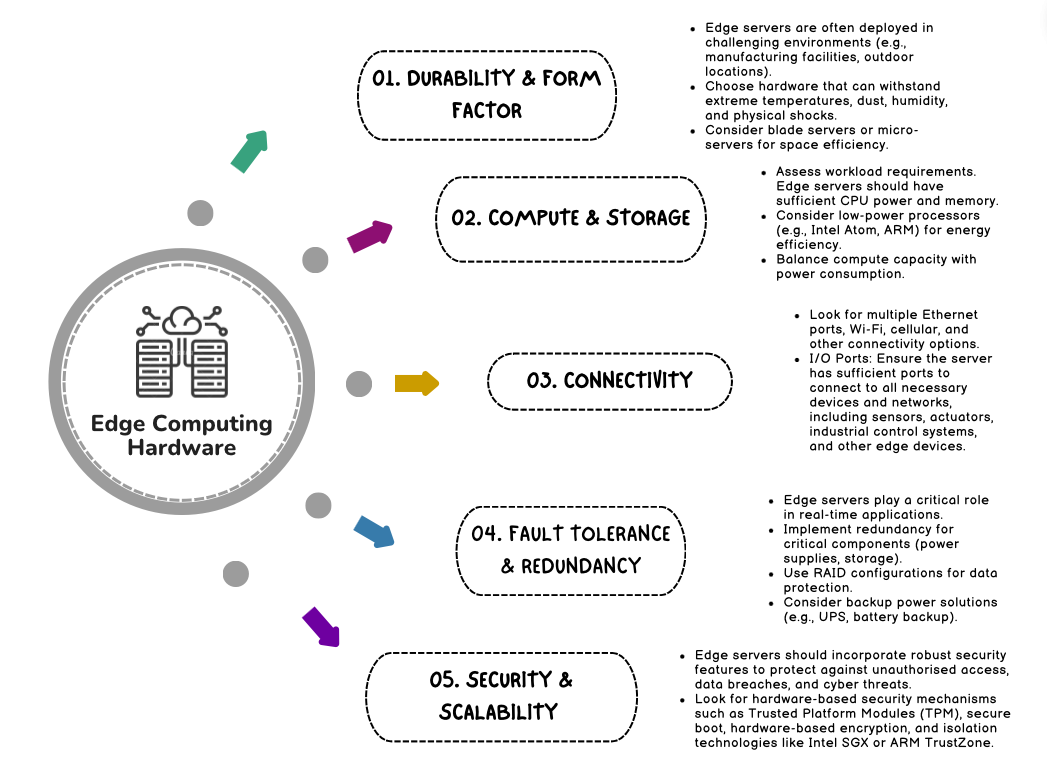 Edge Computing
Hardware
01. DURABILITY & FORM
FACTOR
• Edge servers are often deployed in
challenging environments (e.g.,
manufacturing facilities, outdoor
locations).
• Choose hardware that can withstand
extreme temperatures, dust, humidity,
and physical shocks.
• Consider blade servers or micro-
servers for space efficiency.
02. COMPUTE & STORAGE
• Assess workload requirements.
Edge servers should have
sufficient CPU power and memory.
• Consider low-power processors
(e.g., Intel Atom, ARM) for energy
efficiency.
• Balance compute capacity with
power consumption.
03. CONNECTIVITY
• Look for multiple Ethernet
ports, Wi-Fi, cellular, and
other connectivity options.
• I/O Ports: Ensure the server
has sufficient ports to
connect to all necessary
devices and networks,
including sensors, actuators,
industrial control systems,
and other edge devices.
04. FAULT TOLERANCE
& REDUNDANCY
• Edge servers play a critical role
in real-time applications.
• Implement redundancy for
critical components (power
supplies, storage).
• Use RAID configurations for data
protection.
• Consider backup power solutions
(e.g., UPS, battery backup).
05. SECURITY &
SCALABILITY
• Edge servers should incorporate robust security
features to protect against unauthorised access,
data breaches, and cyber threats.
• Look for hardware-based security mechanisms
such as Trusted Platform Modules (TPM), secure
boot, hardware-based encryption, and isolation
technologies like Intel SGX or ARM TrustZone.